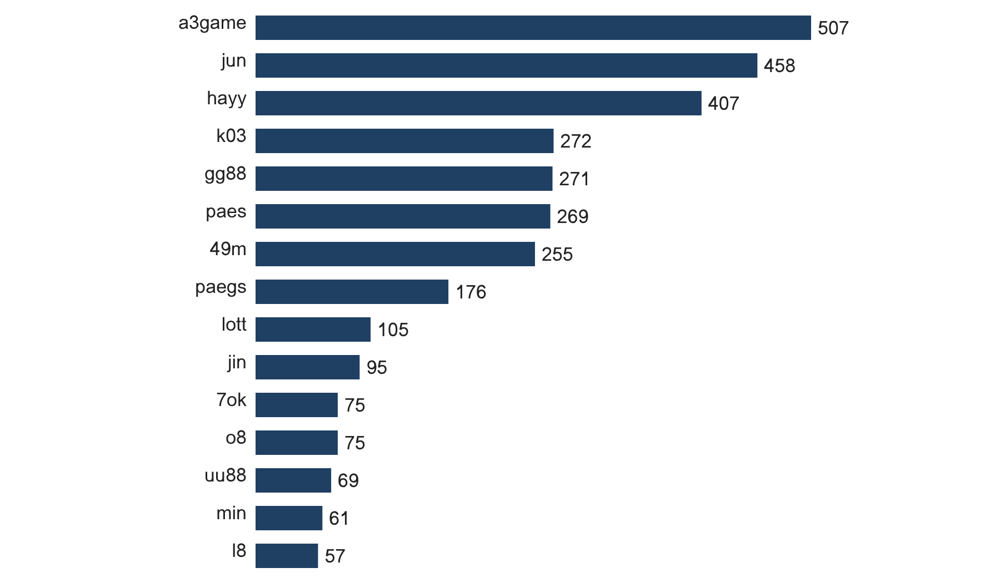 a3game 507
jun 458
hayy 407
k03 272
gg88 271
paes 269
49m 255
paegs 176
lott 105
jin 95
7ok 75
o8 75
uu88 69
min 61
l8 57